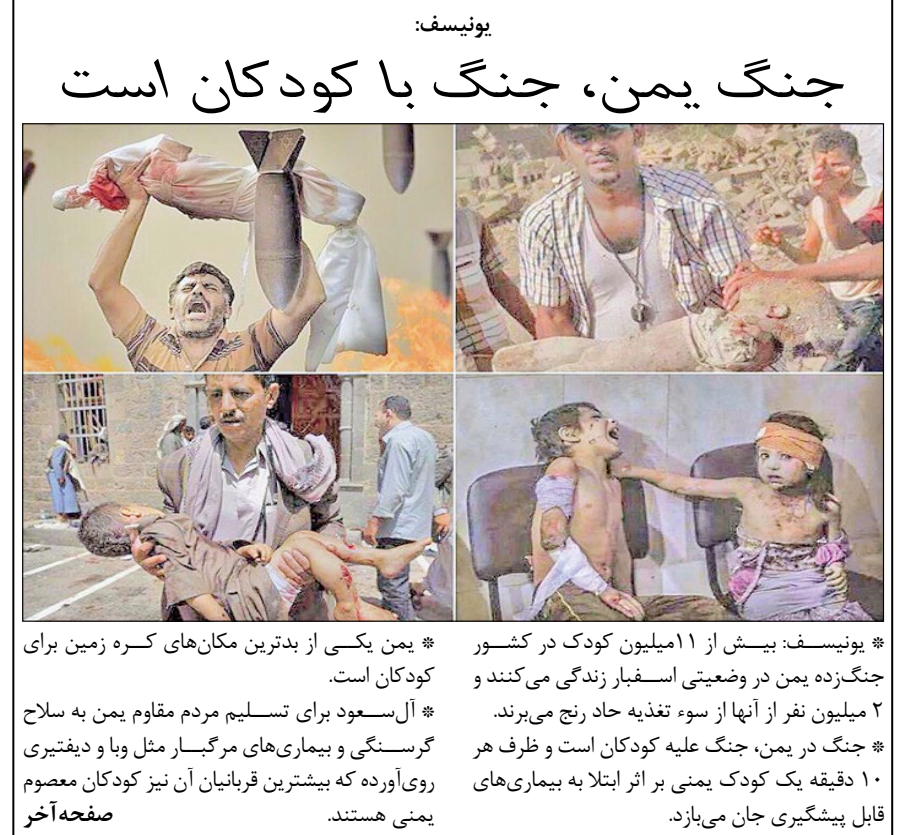 یونیسف:
جنگ یمن، جنگ با کودکان است
* یونیسف: بیش از ۱۱میلیون کودک در کشور
جنگ‌زده یمن در وضعیتی اسفبار زندگی می‌کنند و
۲ میلیون نفر از آنها از سوء تغذیه حاد رنج می‌برند.
* جنگ در یمن، جنگ علیه کودکان است و ظرف هر
۱۰ دقیقه یک کودک یمنی بر اثر ابتلا به بیماری‌های
قابل پیشگیری جان می‌بازد.
* یمن یکی از بدترین مکان‌های کره زمین برای
کودکان است.
* آل‌سعود برای تسلیم مردم مقاوم یمن به سلاح
گرسنگی و بیماری‌های مرگبار مثل وبا و دیفتیری
روی‌آورده که بیشترین قربانیان آن نیز کودکان معصوم
یمنی هستند. صفحه‌آخر